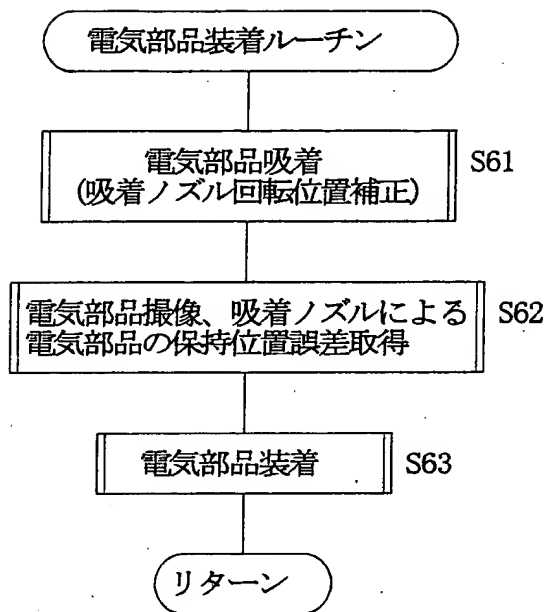 電気部品装着ルーチン
電気部品吸着
(吸着ノズル回転位置補正)
S61
電気部品撮像、吸着ノズルによる
電気部品の保持位置誤差取得
S62
電気部品装着
S63
リターン